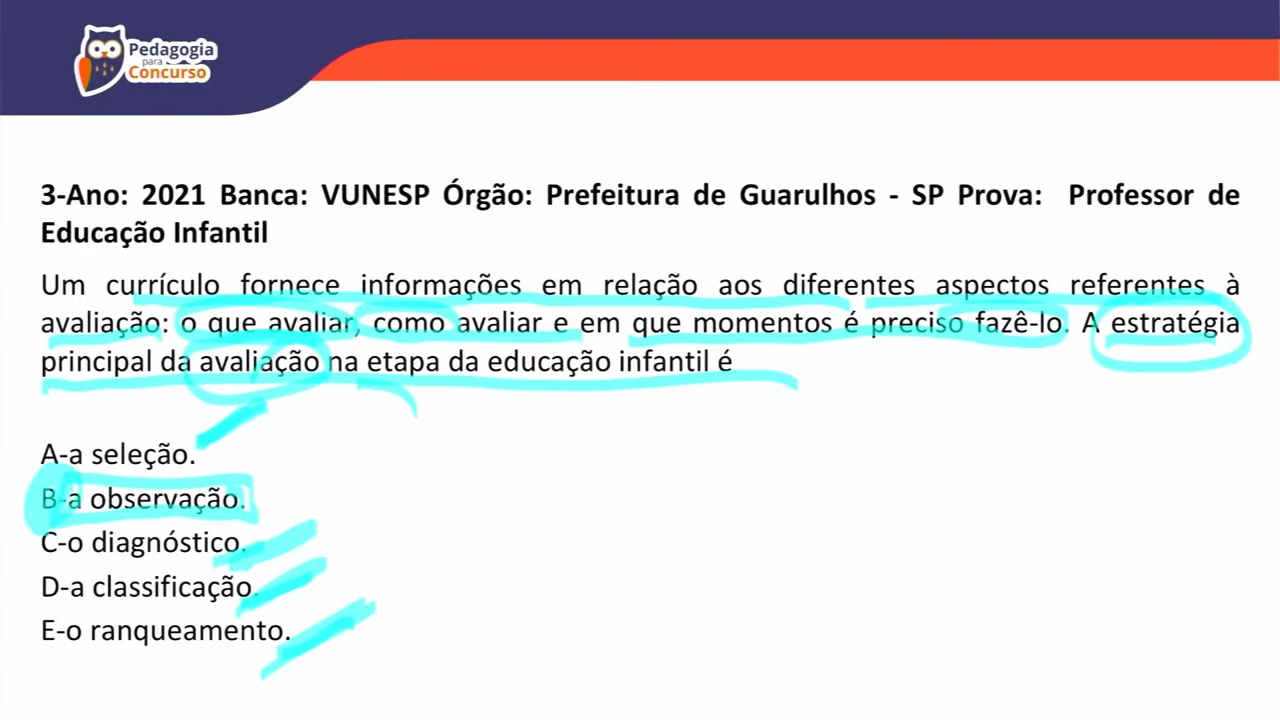 Pedagogia
para
Concurso
3-Ano: 2021 Banca: VUNESP Órgão: Prefeitura de Guarulhos - SP Prova: Professor de
Educação Infantil
Um currículo fornece informações em relação aos diferentes aspectos referentes à
avaliação: o que avaliar, como avaliar e em que momentos é preciso fazê-lo. A estratégia
principal da avaliação na etapa da educação infantil é
A-a seleção.
B-a observação.
C-o diagnóstico.
D-a classificação.
E-o ranqueamento.